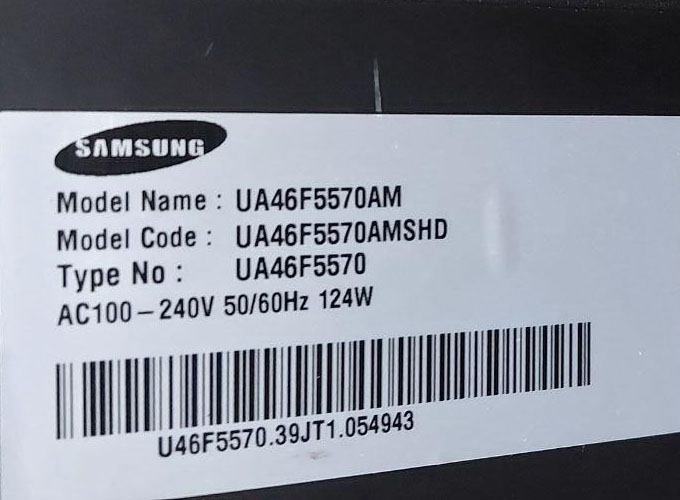 SAMSUNG
Model Name : UA46F5570AM
Model Code : UA46F5570AMSHD
Type No : UA46F5570
AC100-240V 50/60Hz 124W
U46F5570.39JT1.054943